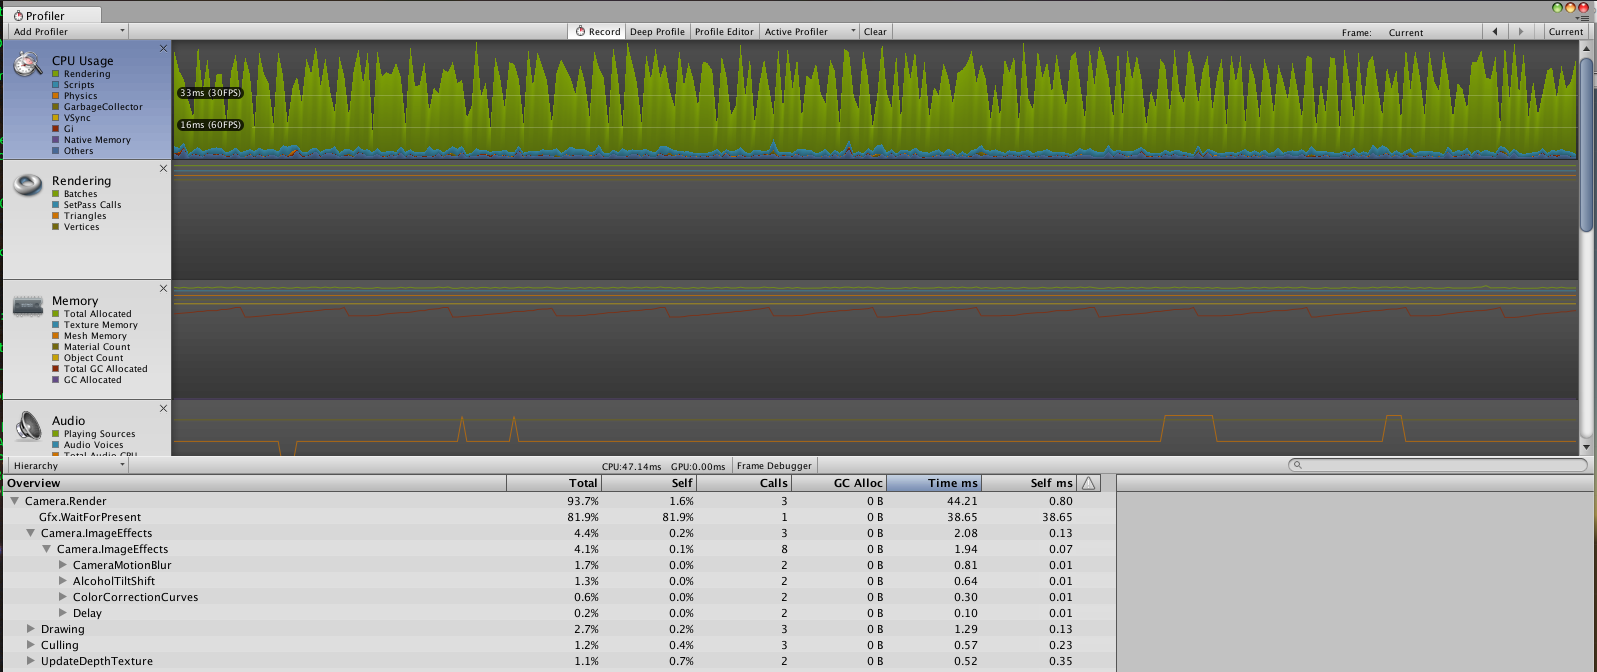 Profiler
Add Profiler Record Deep Profile Profile Editor Active Profiler Clear Frame: Current Current
CPU Usage
Rendering
Scripts
Physics
GarbageCollector
VSync
Gi
Native Memory
Others
33ms (30FPS)
16ms (60FPS)
Rendering
Batches
SetPass Calls
Triangles
Vertices
Memory
Total Allocated
Texture Memory
Mesh Memory
Material Count
Object Count
Total GC Allocated
GC Allocated
Audio
Playing Sources
Audio Voices
Total Audio CPU
Hierarchy CPU:47.14ms GPU:0.00ms Frame Debugger
Overview Total Self Calls GC Alloc Time ms Self ms
Camera.Render 93.7% 1.6% 3 0 B 44.21 0.80
Gfx.WaitForPresent 81.9% 81.9% 1 0 B 38.65 38.65
Camera.ImageEffects 4.4% 0.2% 3 0 B 2.08 0.13
Camera.ImageEffects 4.1% 0.1% 8 0 B 1.94 0.07
CameraMotionBlur 1.7% 0.0% 2 0 B 0.81 0.01
AlcoholTiltShift 1.3% 0.0% 2 0 B 0.64 0.01
ColorCorrectionCurves 0.6% 0.0% 2 0 B 0.30 0.01
Delay 0.2% 0.0% 2 0 B 0.10 0.01
Drawing 2.7% 0.2% 3 0 B 1.29 0.13
Culling 1.2% 0.4% 3 0 B 0.57 0.23
UpdateDepthTexture 1.1% 0.7% 2 0 B 0.52 0.35